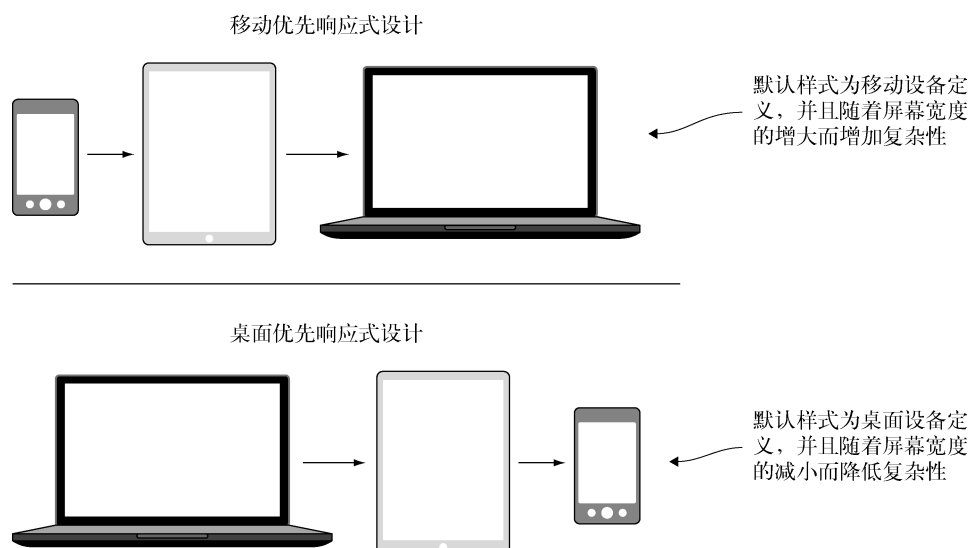 移动优先响应式设计
默认样式为移动设备定
义，并且随着屏幕宽度
的增大而增加复杂性
桌面优先响应式设计
默认样式为桌面设备定
义，并且随着屏幕宽度
的减小而降低复杂性